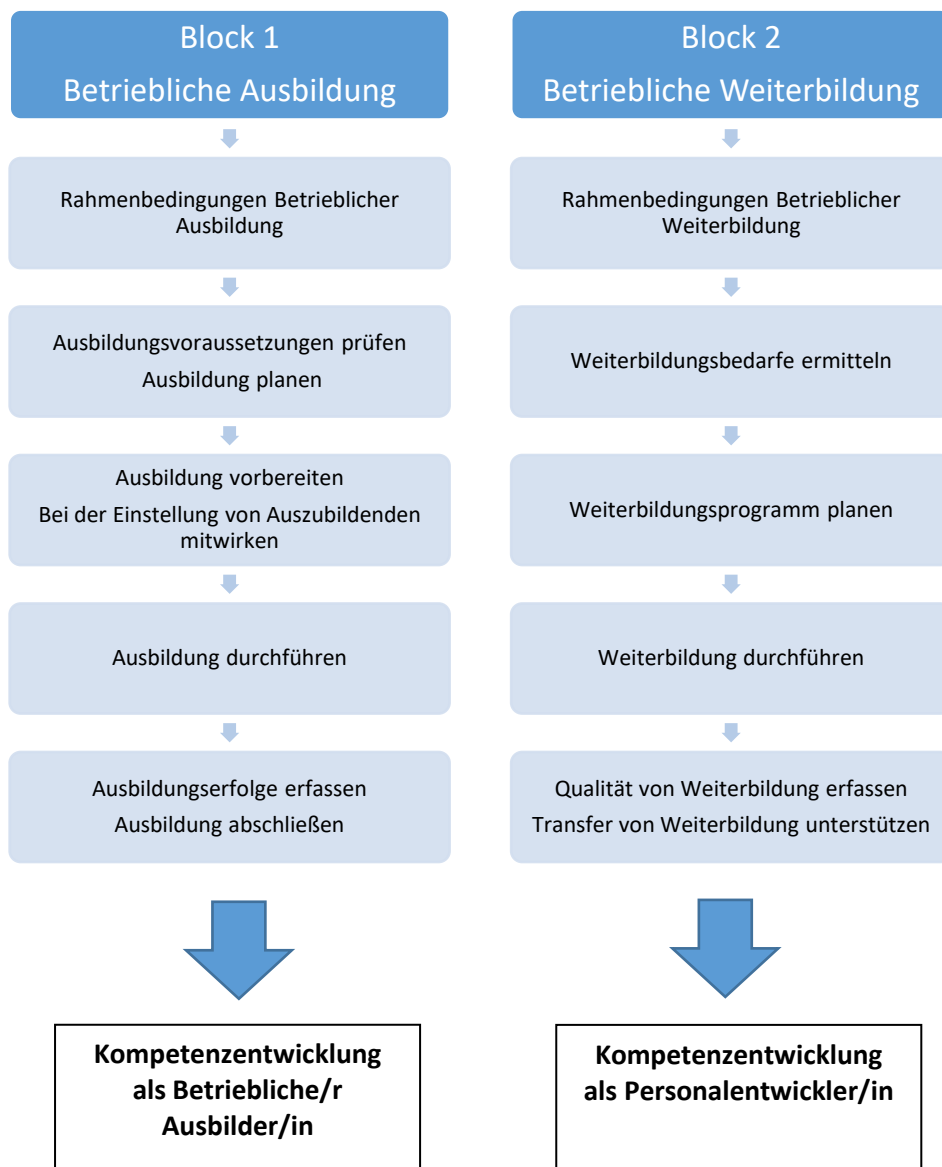 Block 1
Betriebliche Ausbildung
Rahmenbedingungen Betrieblicher
Ausbildung
Ausbildungsvoraussetzungen prüfen
Ausbildung planen
Ausbildung vorbereiten
Bei der Einstellung von Auszubildenden
mitwirken
Ausbildung durchführen
Ausbildungserfolge erfassen
Ausbildung abschließen
Kompetenzentwicklung
als Betriebliche/r
Ausbilder/in
Block 2
Betriebliche Weiterbildung
Rahmenbedingungen Betrieblicher
Weiterbildung
Weiterbildungsbedarfe ermitteln
Weiterbildungsprogramm planen
Weiterbildung durchführen
Qualität von Weiterbildung erfassen
Transfer von Weiterbildung unterstützen
Kompetenzentwicklung
als Personalentwickler/in